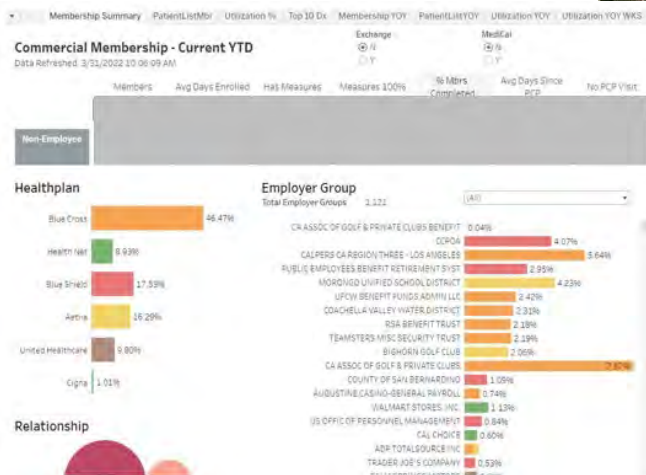 Membership Summary PatientListMbr Utilization % Top 10 Dx Membership YOY PatientListYOY Utilization YOY Utilization YOY WKS
Commercial Membership - Current YTD
Data Refreshed: 3/31/2022 10:06:09 AM
Exchange
N
Y
MediCal
N
Y
Members Avg Days Enrolled Has Measures Measures 100% % Mbrs Completed Avg Days Since PCP No PCP Visit
Non-Employee
Healthplan
Blue Cross 46.47%
Health Net 8.93%
Blue Shield 17.53%
Aetna 16.29%
United Healthcare 9.80%
Cigna 1.01%
Relationship
Employer Group
Total Employer Groups 1,121
(All)
CA ASSOC OF GOLF & PRIVATE CLUBS BENEFIT 0.04%
CCPOA 4.07%
CALPERS CA REGION THREE - LOS ANGELES 5.64%
PUBLIC EMPLOYEES BENEFIT RETIREMENT SYST 2.95%
MORONGO UNIFIED SCHOOL DISTRICT 4.23%
UFCW BENEFIT FUNDS ADMIN LLC 2.42%
COACHELLA VALLEY WATER DISTRICT 2.31%
RSA BENEFIT TRUST 2.18%
TEAMSTERS MISC SECURITY TRUST 2.19%
BIGHORN GOLF CLUB 2.06%
CA ASSOC OF GOLF & PRIVATE CLUBS
COUNTY OF SAN BERNARDINO 1.09%
AUGUSTINE CASINO-GENERAL PAYROLL 0.74%
WALMART STORES, INC. 1.13%
US OFFIC OF PERSONNEL MANAGEMENT 0.84%
CAL CHOICE 0.60%
ADP TOTALSOURCE INC
TRADER JOE'S COMPANY 0.53%